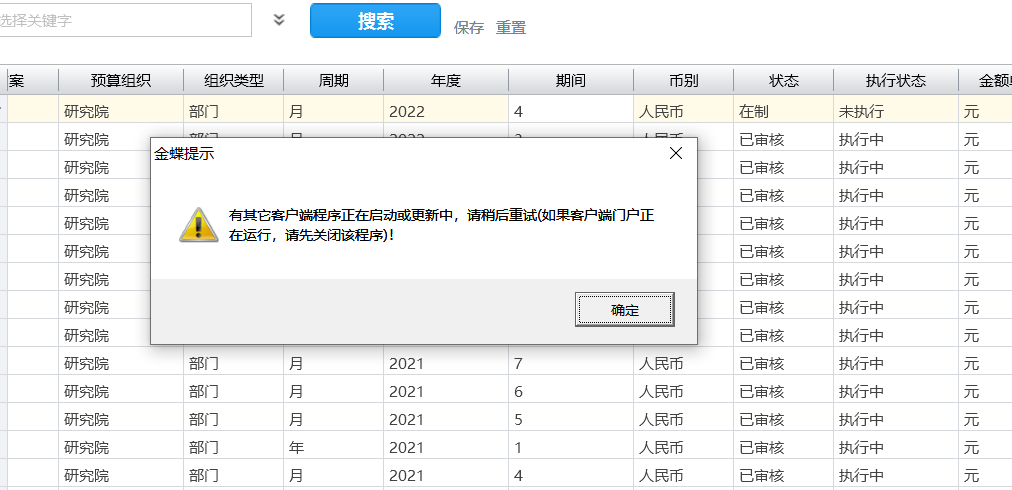 选择关键字
搜索
保存 重置
案 预算组织 组织类型 周期 年度 期间 币别 状态 执行状态 金额
研究院 部门 月 2022 4 人民币 在制 未执行 元
研究院 已审核 执行中 元
金蝶提示
研究院 已审核 执行中 元
研究院 已审核 执行中 元
有其它客户端程序正在启动或更新中，请稍后重试(如果客户端门户正
在运行，请先关闭该程序)!
研究院 已审核 执行中 元
研究院 已审核 执行中 元
研究院 已审核 执行中 元
研究院 已审核 执行中 元
确定
研究院 已审核 执行中 元
研究院 部门 月 2021 7 人民币 已审核 执行中 元
研究院 部门 月 2021 6 人民币 已审核 执行中 元
研究院 部门 月 2021 5 人民币 已审核 执行中 元
研究院 部门 年 2021 1 人民币 已审核 执行中 元
研究院 部门 月 2021 4 人民币 已审核 执行中 元